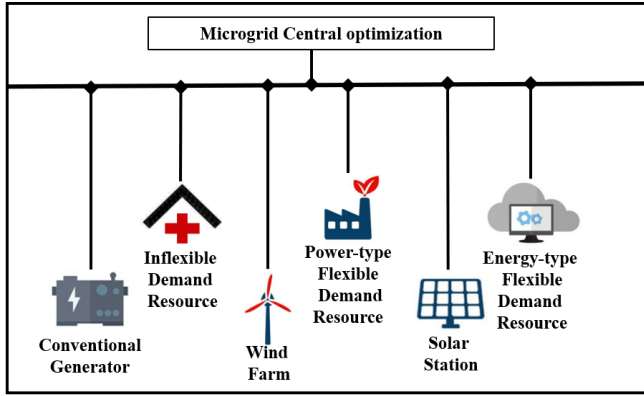 Microgrid Central optimization
Conventional
Generator
Inflexible
Demand
Resource
Wind
Farm
Power-type
Flexible
Demand
Resource
Solar
Station
Energy-type
Flexible
Demand
Resource